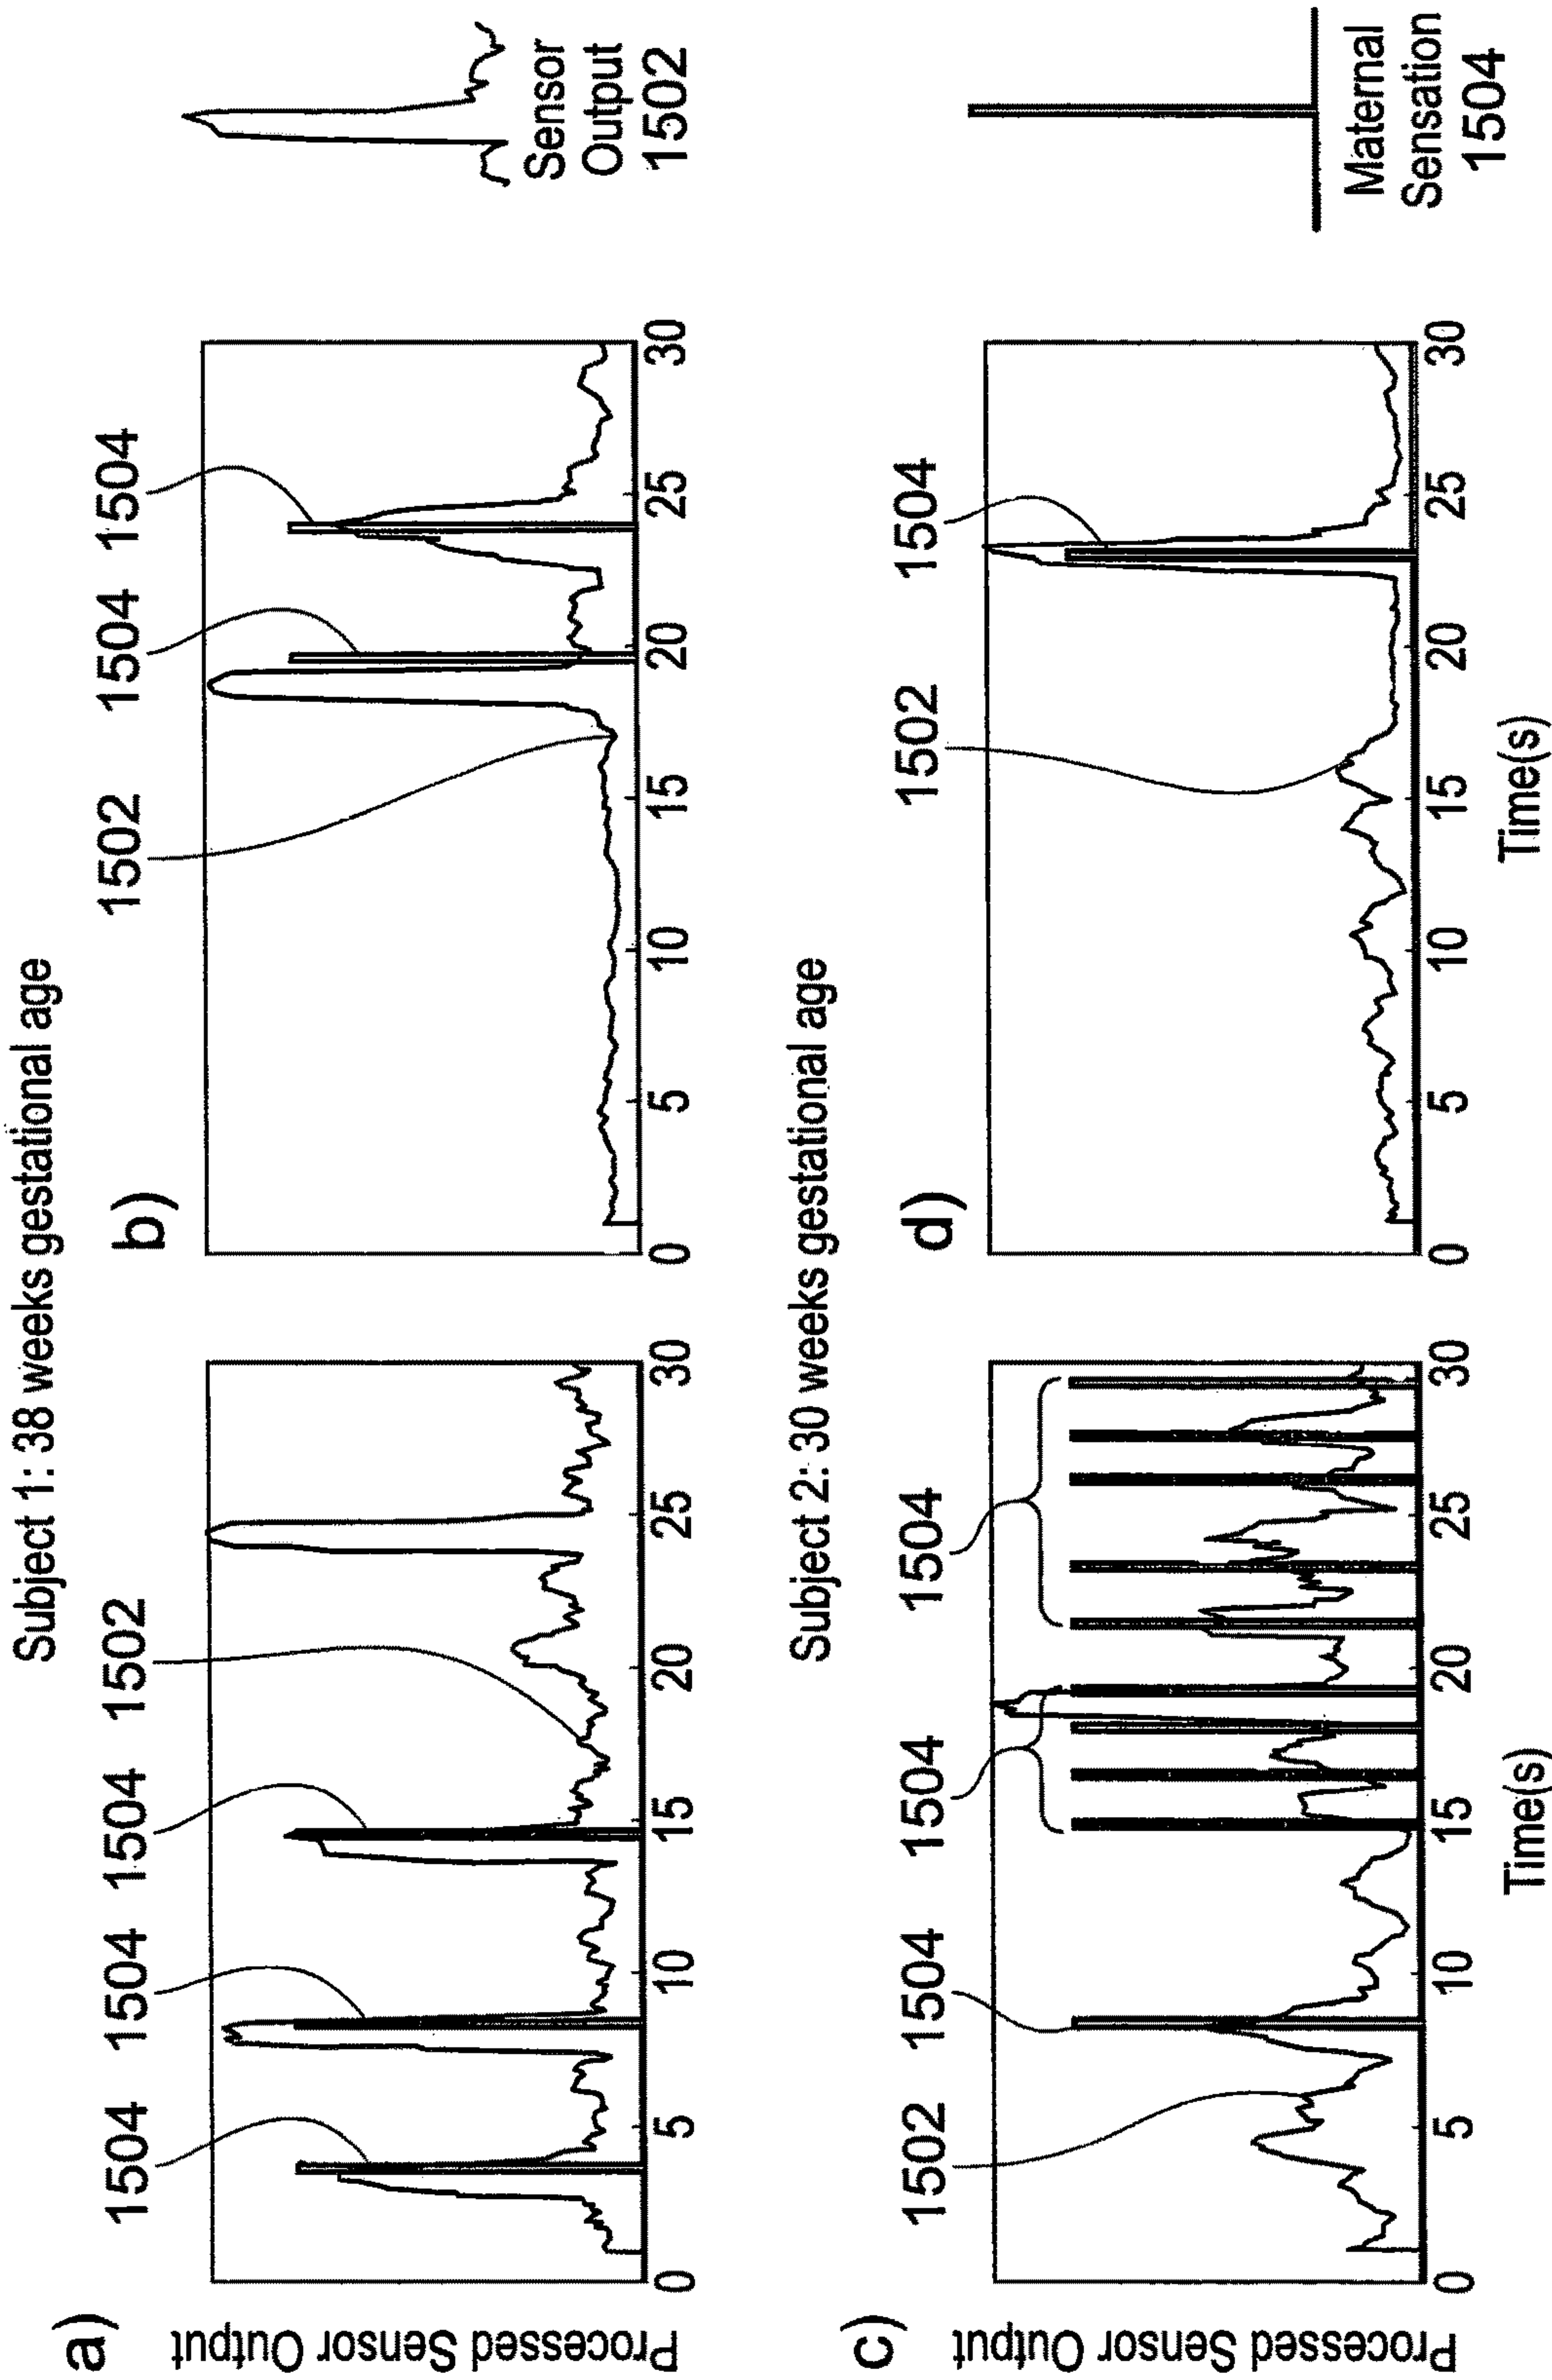 Subject 1: 38 weeks gestational age
a)
1504
1504
1504
1502
Processed Sensor Output
0 5 10 15 20 25 30
b)
1502
1504
1504
0 5 10 15 20 25 30
Sensor
Output
1502
Subject 2: 30 weeks gestational age
c)
1502
1504
1504
1504
Processed Sensor Output
0 5 10 15 20 25 30
Time(s)
d)
1502
1504
0 5 10 15 20 25 30
Time(s)
Maternal
Sensation
1504